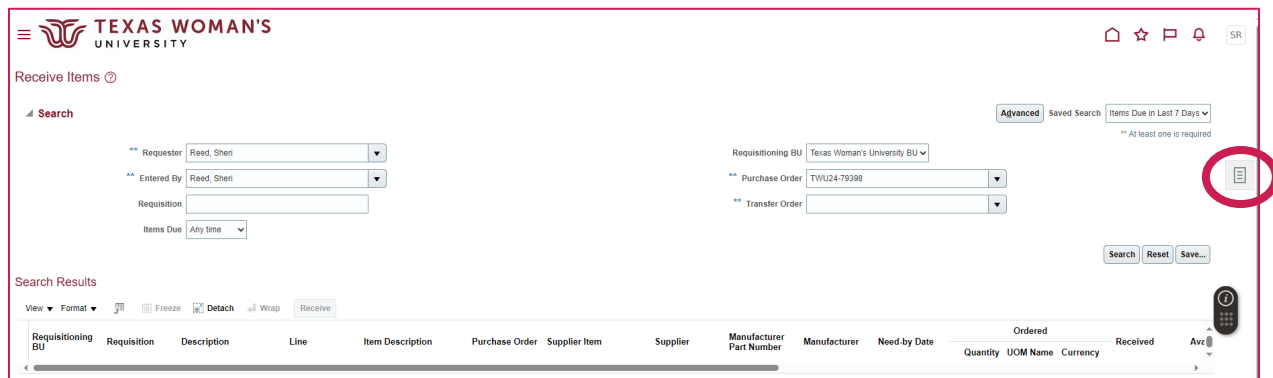 TEXAS WOMAN'S
UNIVERSITY
SR
Receive Items ?
Search
Advanced Saved Search Items Due in Last 7 Days
** At least one is required
** Requester Reed, Sheri
Requisitioning BU Texas Woman's University BU
** Entered By Reed, Sheri
** Purchase Order TWU24-79398
Requisition
** Transfer Order
Items Due Any time
Search Reset Save...
Search Results
View Format Freeze Detach Wrap Receive
Requisitioning BU Requisition Description Line Item Description Purchase Order Supplier Item Supplier Manufacturer Part Number Manufacturer Need-by Date Ordered Received
Quantity UOM Name Currency